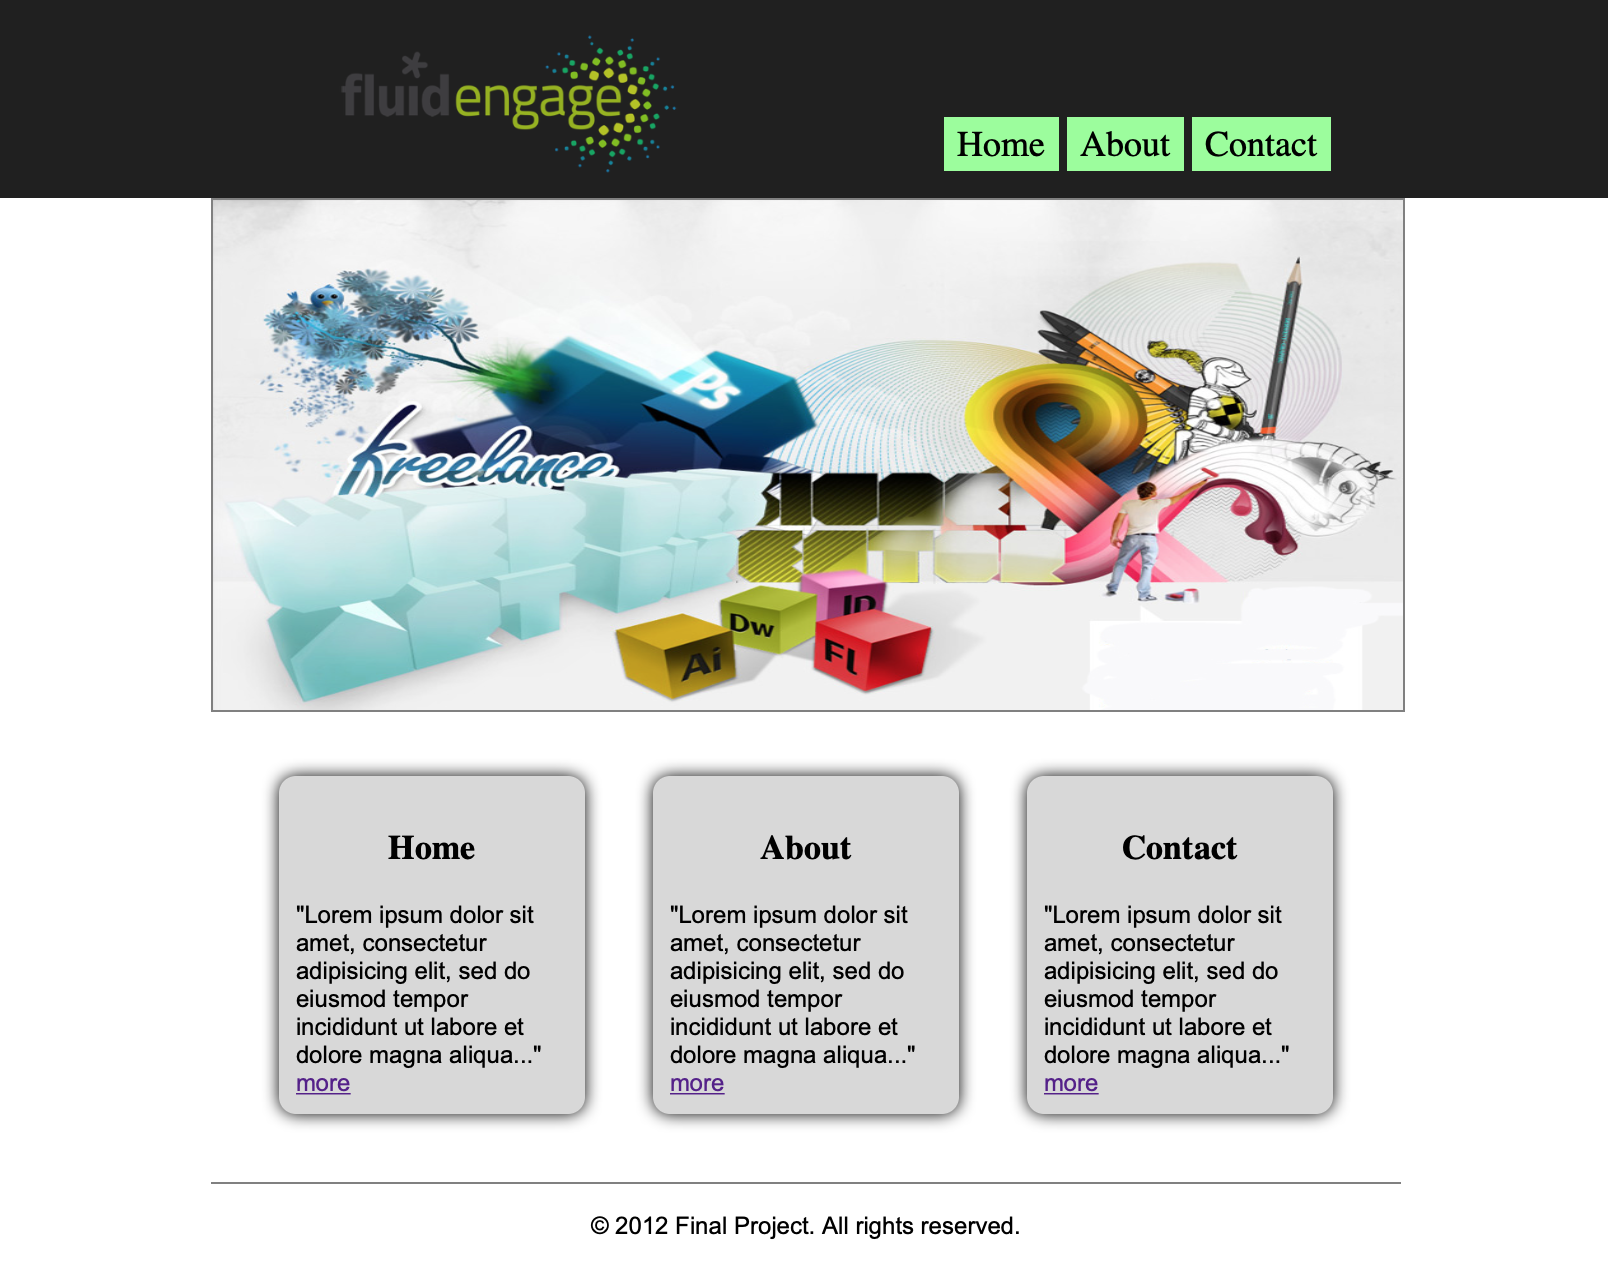 fluidengage
Home About Contact
Ps
freelance
Dw
ID
Ai
FL
Home
"Lorem ipsum dolor sit
amet, consectetur
adipisicing elit, sed do
eiusmod tempor
incididunt ut labore et
dolore magna aliqua..."
more
About
"Lorem ipsum dolor sit
amet, consectetur
adipisicing elit, sed do
eiusmod tempor
incididunt ut labore et
dolore magna aliqua..."
more
Contact
"Lorem ipsum dolor sit
amet, consectetur
adipisicing elit, sed do
eiusmod tempor
incididunt ut labore et
dolore magna aliqua..."
more
© 2012 Final Project. All rights reserved.